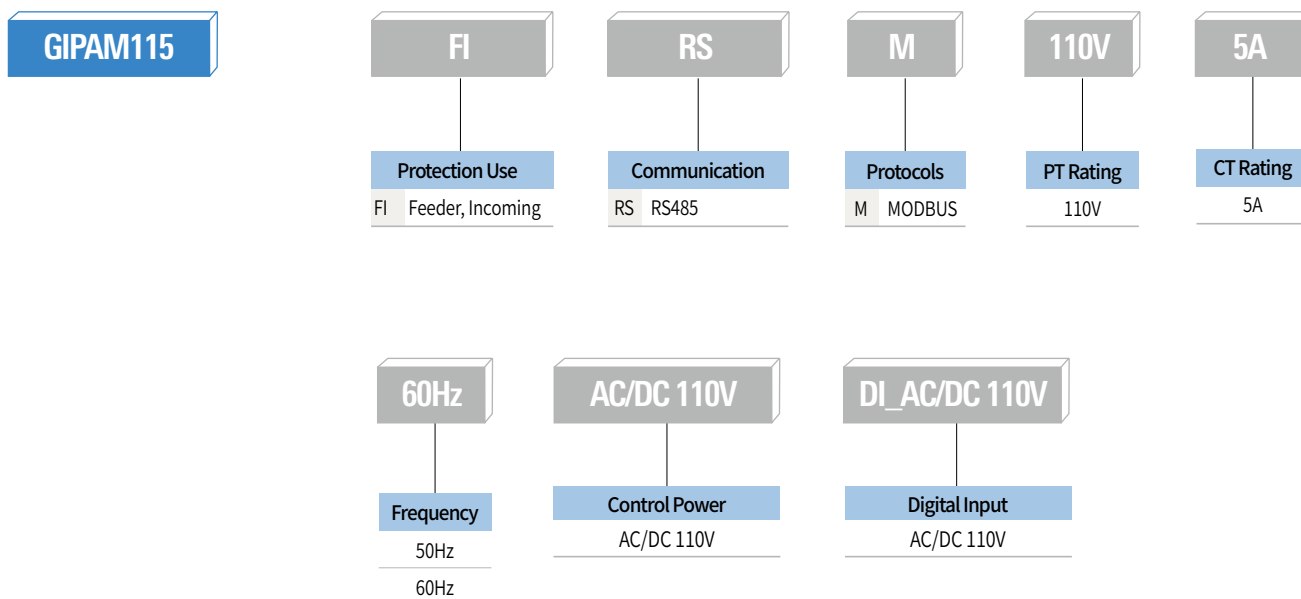 GIPAM115 FI RS M 110V 5A
Protection Use Communication Protocols PT Rating CT Rating
FI Feeder, Incoming RS RS485 M MODBUS 110V 5A
60Hz AC/DC 110V DI_AC/DC 110V
Frequency Control Power Digital Input
50Hz AC/DC 110V AC/DC 110V
60Hz